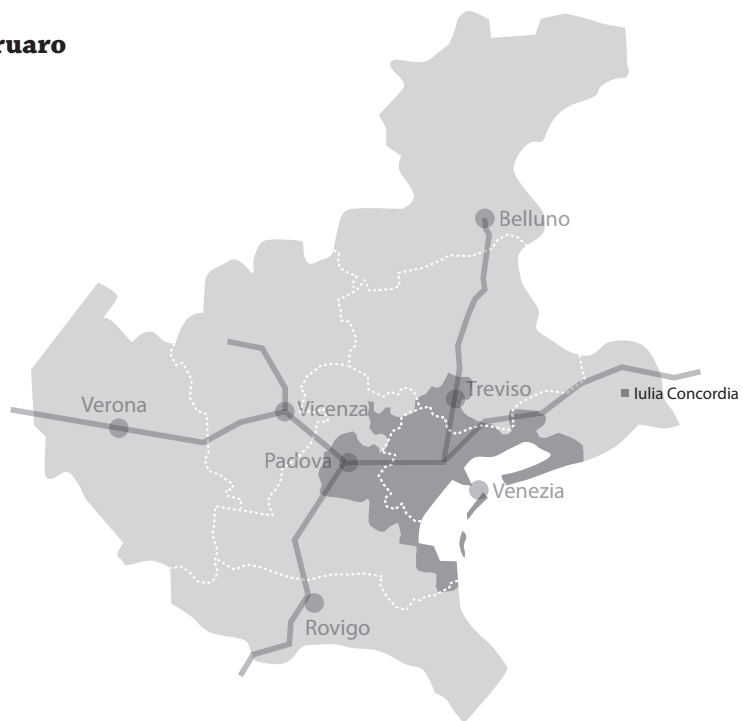 ruaro
Belluno
Treviso
Iulia Concordia
Verona
Vicenza
Padova
Venezia
Rovigo